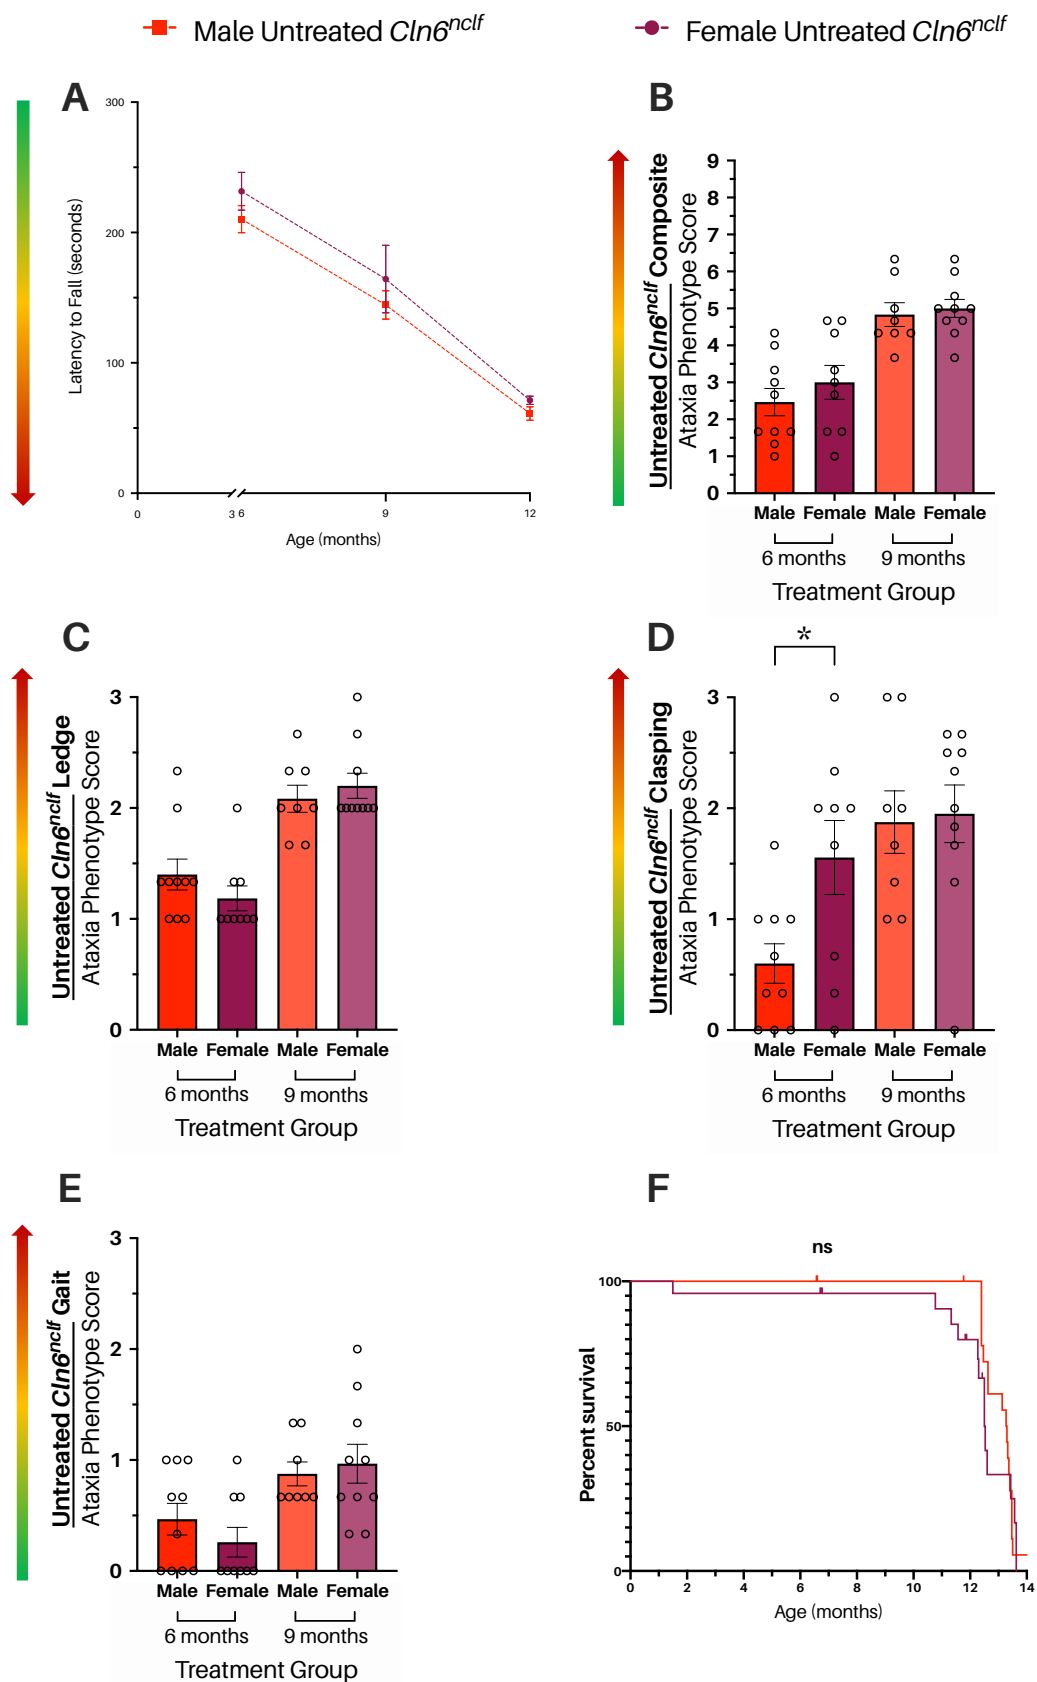 Male Untreated Cln6nclf
Female Untreated Cln6nclf
A
300
200
100
0
Latency to Fall (seconds)
0
3 6
9
12
Age (months)
B
Untreated Cln6nclf Composite
Ataxia Phenotype Score
9
8
7
6
5
4
3
2
1
0
Male Female Male Female
6 months 9 months
Treatment Group
C
Untreated Cln6nclf Ledge
Ataxia Phenotype Score
3
2
1
0
Male Female Male Female
6 months 9 months
Treatment Group
D
*
Untreated Cln6nclf Clasping
Ataxia Phenotype Score
3
2
1
0
Male Female Male Female
6 months 9 months
Treatment Group
E
Untreated Cln6nclf Gait
Ataxia Phenotype Score
3
2
1
0
Male Female Male Female
6 months 9 months
Treatment Group
F
ns
Percent survival
100
50
0
0 2 4 6 8 10 12 14
Age (months)